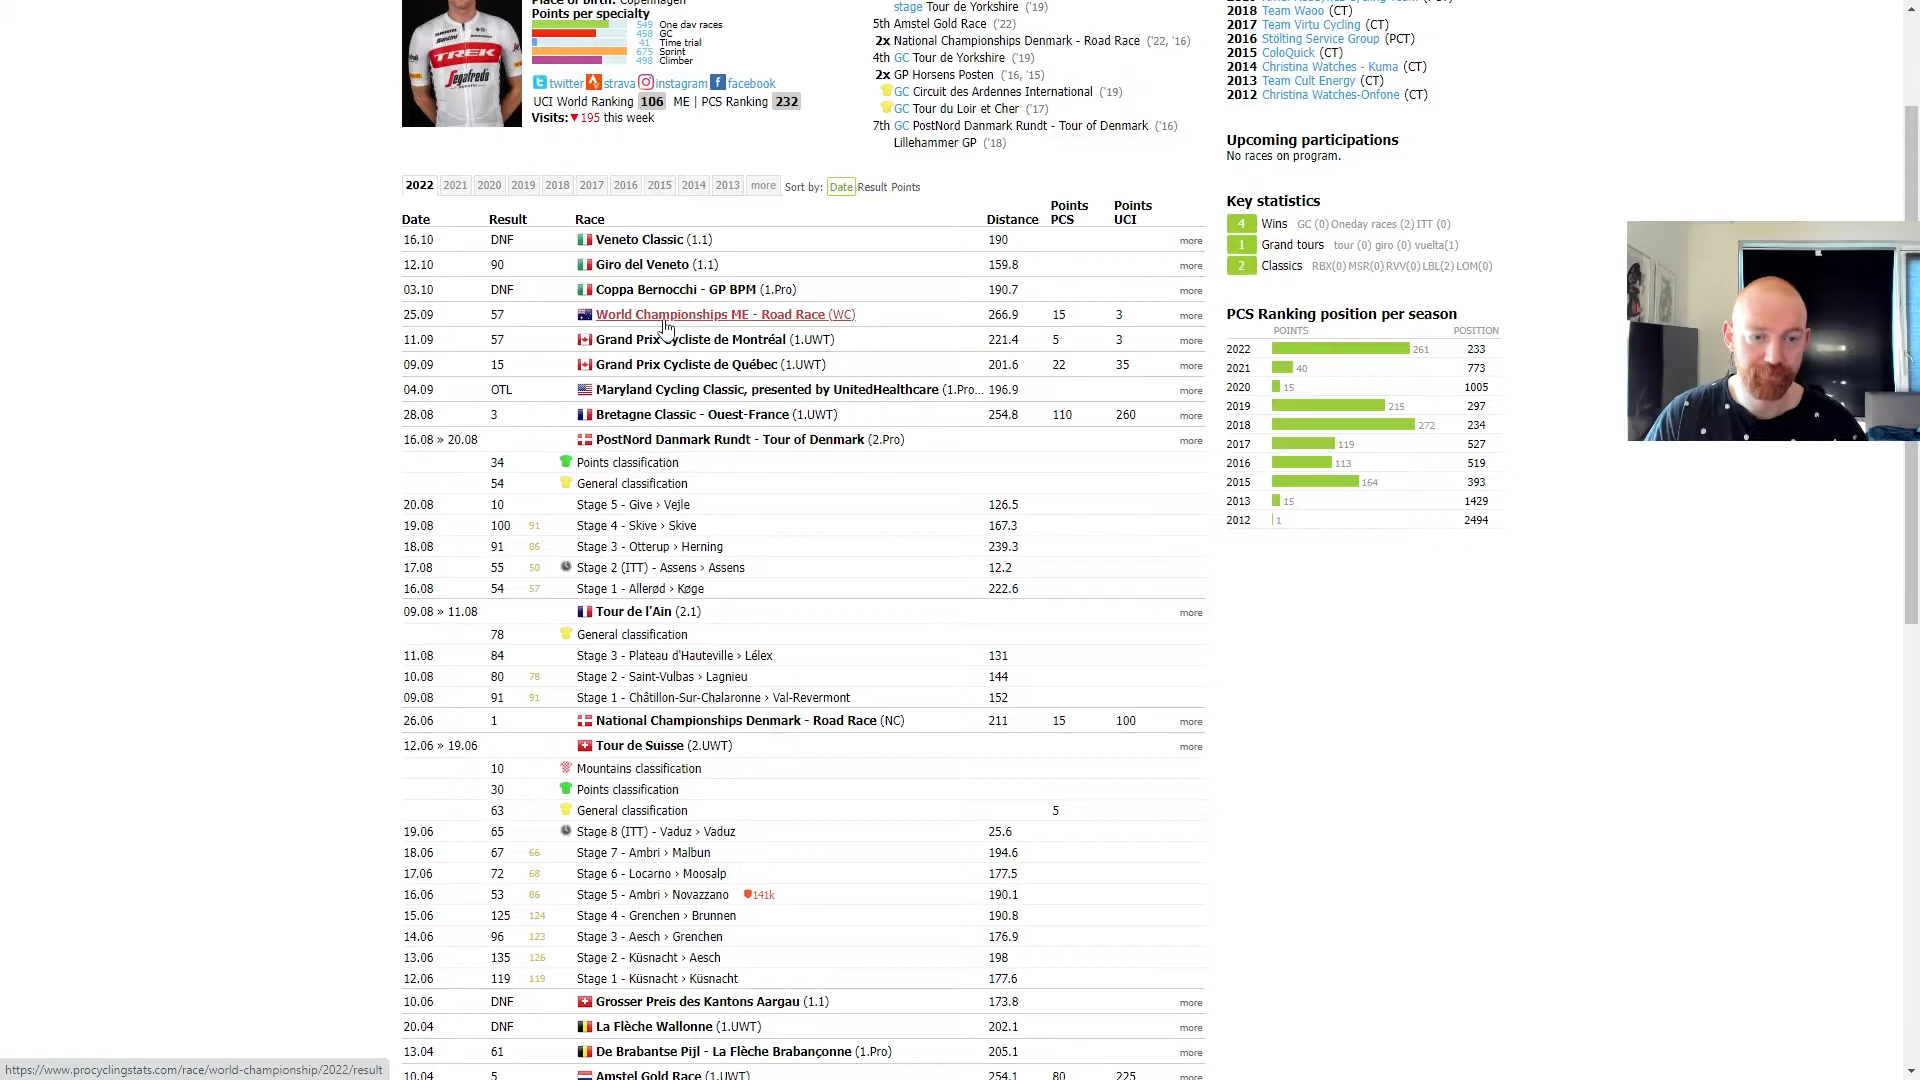 Place of birth: Copenhagen
Points per specialty
549 One day races
458 GC
41 Time trial
675 Sprint
498 Climber
twitter strava instagram facebook
UCI World Ranking 106 ME | PCS Ranking 232
Visits: ▼195 this week
TREK
Segafredo
stage Tour de Yorkshire ('19)
5th Amstel Gold Race ('22)
2x National Championships Denmark - Road Race ('22, '16)
4th GC Tour de Yorkshire ('19)
2x GP Horsens Posten ('16, '15)
GC Circuit des Ardennes International ('19)
GC Tour du Loir et Cher ('17)
7th GC PostNord Danmark Rundt - Tour of Denmark ('16)
Lillehammer GP ('18)
2018 Team Waoo (CT)
2017 Team Virtu Cycling (CT)
2016 Stölting Service Group (PCT)
2015 ColoQuick (CT)
2014 Christina Watches - Kuma (CT)
2013 Team Cult Energy (CT)
2012 Christina Watches-Onfone (CT)
Upcoming participations
No races on program.
Key statistics
4 Wins GC (0) Oneday races (2) ITT (0)
1 Grand tours tour (0) giro (0) vuelta(1)
2 Classics RBX(0) MSR(0) RVV(0) LBL(2) LOM(0)
PCS Ranking position per season
POINTS POSITION
2022 261 233
2021 40 773
2020 15 1005
2019 215 297
2018 272 234
2017 119 527
2016 113 519
2015 164 393
2013 15 1429
2012 1 2494
2022 2021 2020 2019 2018 2017 2016 2015 2014 2013 more Sort by: Date Result Points
Date Result Race Distance Points PCS Points UCI
16.10 DNF Veneto Classic (1.1) 190 more
12.10 90 Giro del Veneto (1.1) 159.8 more
03.10 DNF Coppa Bernocchi - GP BPM (1.Pro) 190.7 more
25.09 57 World Championships ME - Road Race (WC) 266.9 15 3 more
11.09 57 Grand Prix Cycliste de Montréal (1.UWT) 221.4 5 3 more
09.09 15 Grand Prix Cycliste de Québec (1.UWT) 201.6 22 35 more
04.09 OTL Maryland Cycling Classic, presented by UnitedHealthcare (1.Pro... 196.9 more
28.08 3 Bretagne Classic - Ouest-France (1.UWT) 254.8 110 260 more
16.08 » 20.08 PostNord Danmark Rundt - Tour of Denmark (2.Pro) more
34 Points classification
54 General classification
20.08 10 Stage 5 - Give › Vejle 126.5
19.08 100 91 Stage 4 - Skive › Skive 167.3
18.08 91 86 Stage 3 - Otterup › Herning 239.3
17.08 55 50 Stage 2 (ITT) - Assens › Assens 12.2
16.08 54 57 Stage 1 - Allerød › Køge 222.6
09.08 » 11.08 Tour de l'Ain (2.1) more
78 General classification
11.08 84 Stage 3 - Plateau d'Hauteville › Lélex 131
10.08 80 78 Stage 2 - Saint-Vulbas › Lagnieu 144
09.08 91 91 Stage 1 - Châtillon-Sur-Chalaronne › Val-Revermont 152
26.06 1 National Championships Denmark - Road Race (NC) 211 15 100 more
12.06 » 19.06 Tour de Suisse (2.UWT) more
10 Mountains classification
30 Points classification
63 General classification 5
19.06 65 Stage 8 (ITT) - Vaduz › Vaduz 25.6
18.06 67 66 Stage 7 - Ambri › Malbun 194.6
17.06 72 68 Stage 6 - Locarno › Moosalp 177.5
16.06 53 86 Stage 5 - Ambri › Novazzano 141k 190.1
15.06 125 124 Stage 4 - Grenchen › Brunnen 190.8
14.06 96 123 Stage 3 - Aesch › Grenchen 176.9
13.06 135 126 Stage 2 - Küsnacht › Aesch 198
12.06 119 119 Stage 1 - Küsnacht › Küsnacht 177.6
10.06 DNF Grosser Preis des Kantons Aargau (1.1) 173.8 more
20.04 DNF La Flèche Wallonne (1.UWT) 202.1 more
13.04 61 De Brabantse Pijl - La Flèche Brabançonne (1.Pro) 205.1 more
10.04 5 Amstel Gold Race (1.UWT) 254.1 80 225 more
https://www.procyclingstats.com/race/world-championship/2022/result